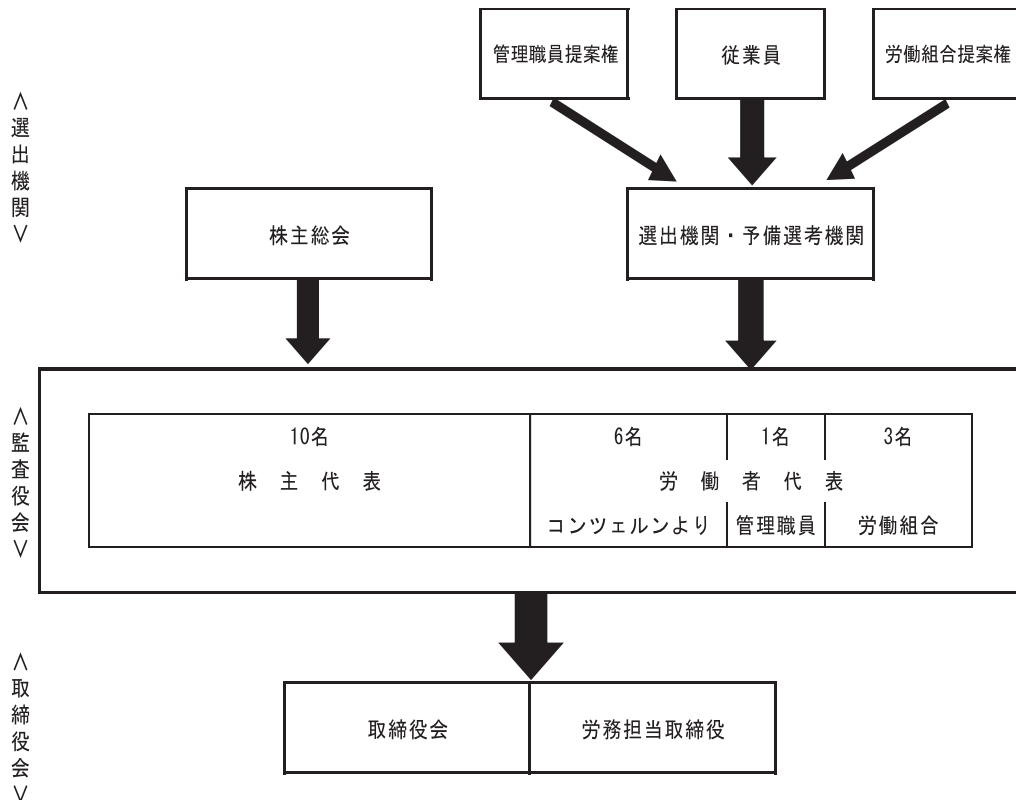 管理職員提案権
従業員
労働組合提案権
<選出機関>
株主総会
選出機関・予備選考機関
<監査役会>
10名
6名
1名
3名
株主代表
労働者代表
コンツェルンより
管理職員
労働組合
<取締役会>
取締役会
労務担当取締役